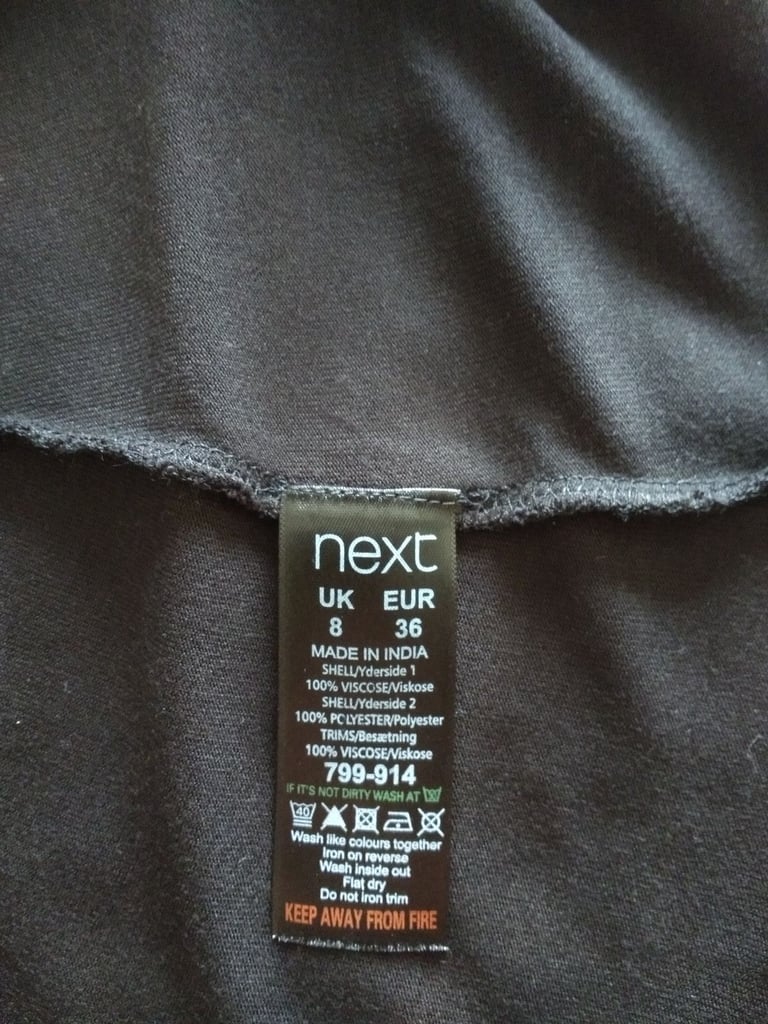 next
UK EUR
8 36
MADE IN INDIA
SHELL/Yderside 1
100% VISCOSE/Viskose
SHELL/Yderside 2
100% POLYESTER/Polyester
TRIMS/Besætning
100% VISCOSE/Viskose
799-914
IF IT'S NOT DIRTY WASH AT
40
Wash like colours together
Iron on reverse
Wash inside out
Flat dry
Do not iron trim
KEEP AWAY FROM FIRE